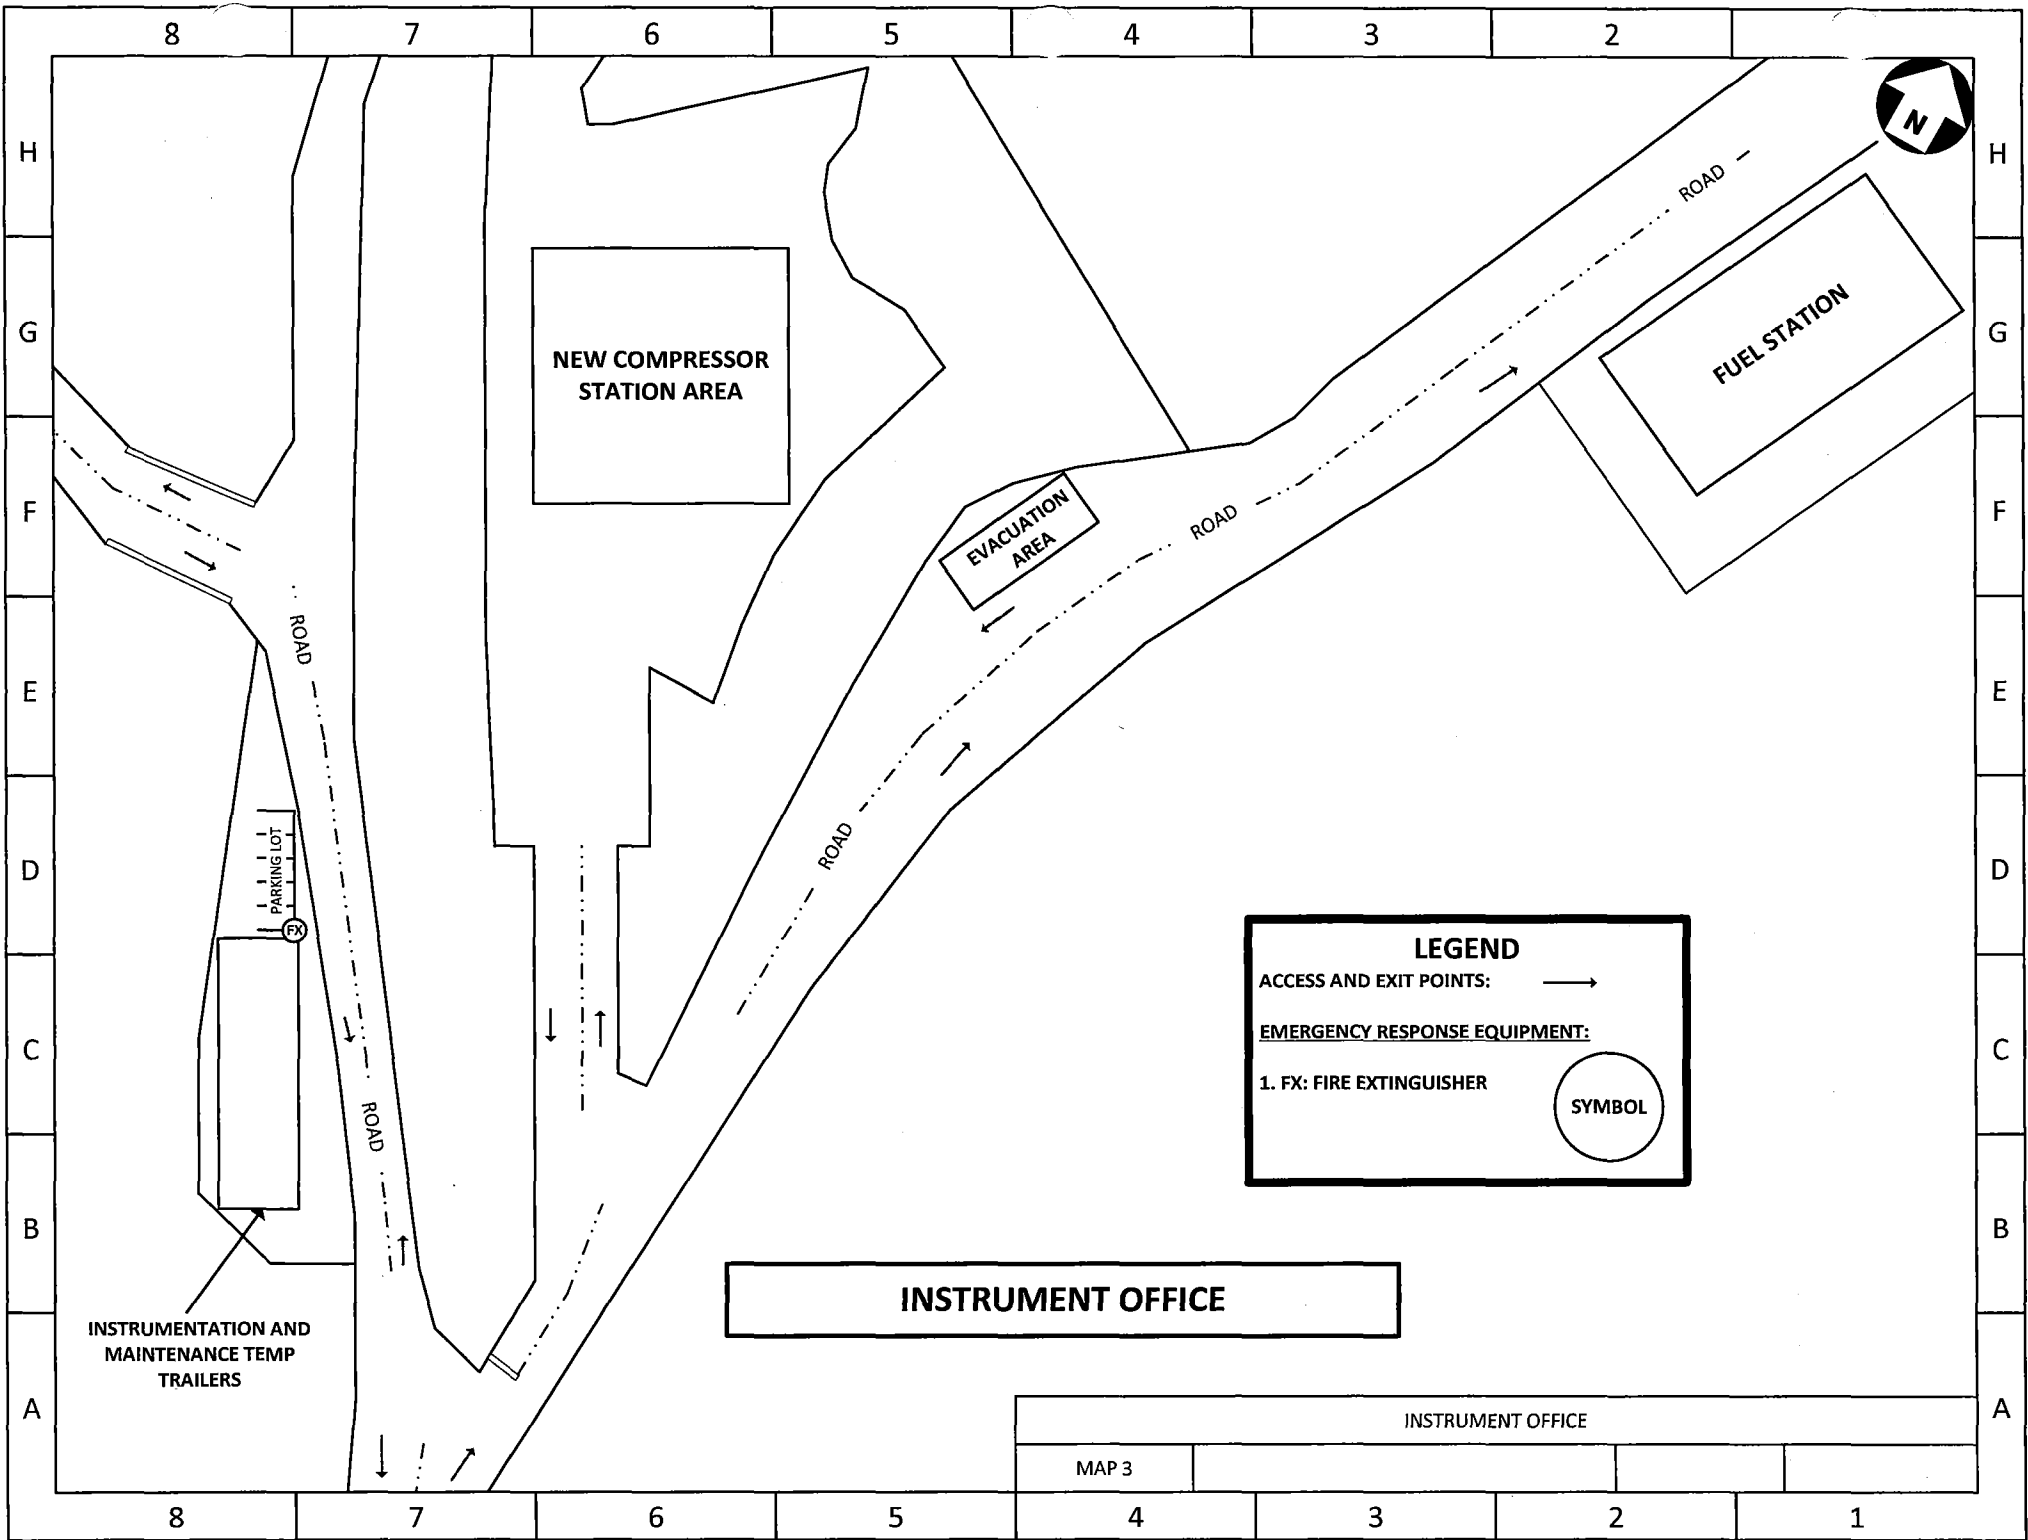 8 7 6 5 4 3 2
H H
N
ROAD
G G
FUEL STATION
NEW COMPRESSOR
STATION AREA
F F
EVACUATION
AREA
ROAD
ROAD
E E
ROAD
D D
PARKING LOT
FX
LEGEND
ACCESS AND EXIT POINTS:
EMERGENCY RESPONSE EQUIPMENT:
1. FX: FIRE EXTINGUISHER
SYMBOL
C C
ROAD
B B
INSTRUMENT OFFICE
INSTRUMENTATION AND
MAINTENANCE TEMP
TRAILERS
A A
INSTRUMENT OFFICE
MAP 3
8 7 6 5 4 3 2 1